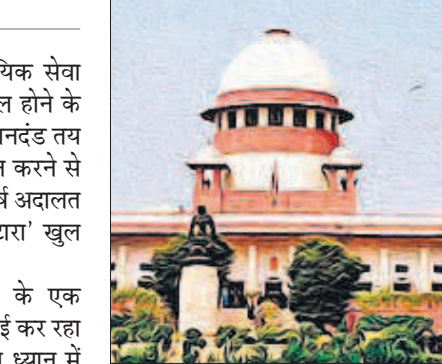 यिक सेवा
ल होने के
नदंड तय
करने से
र्ष अदालत
टारा’ खुल
के एक
ई कर रहा
ध्यान में